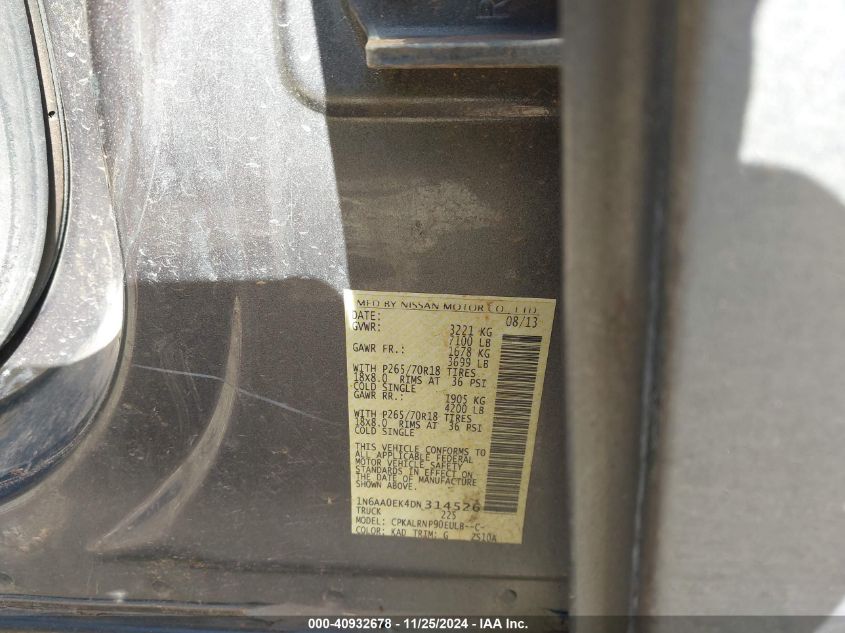 MFD BY NISSAN MOTOR CO., LTD.
DATE: 08/13
GVWR: 3221 KG
7100 LB
GAWR FR.: 1678 KG
3699 LB
WITH P265/70R18 TIRES
18X8.0 RIMS AT 36 PSI
COLD SINGLE
GAWR RR.: 1905 KG
4200 LB
WITH P265/70R18 TIRES
18X8.0 RIMS AT 36 PSI
COLD SINGLE
THIS VEHICLE CONFORMS TO
ALL APPLICABLE FEDERAL
MOTOR VEHICLE SAFETY
STANDARDS IN EFFECT ON
THE DATE OF MANUFACTURE
SHOWN ABOVE.
1N6AA0EK4DN314526
TRUCK 225
MODEL: CPKALRNP90EULB--C-
COLOR: KAD TRIM: G 2S10A
000-40932678 - 11/25/2024 - IAA Inc.